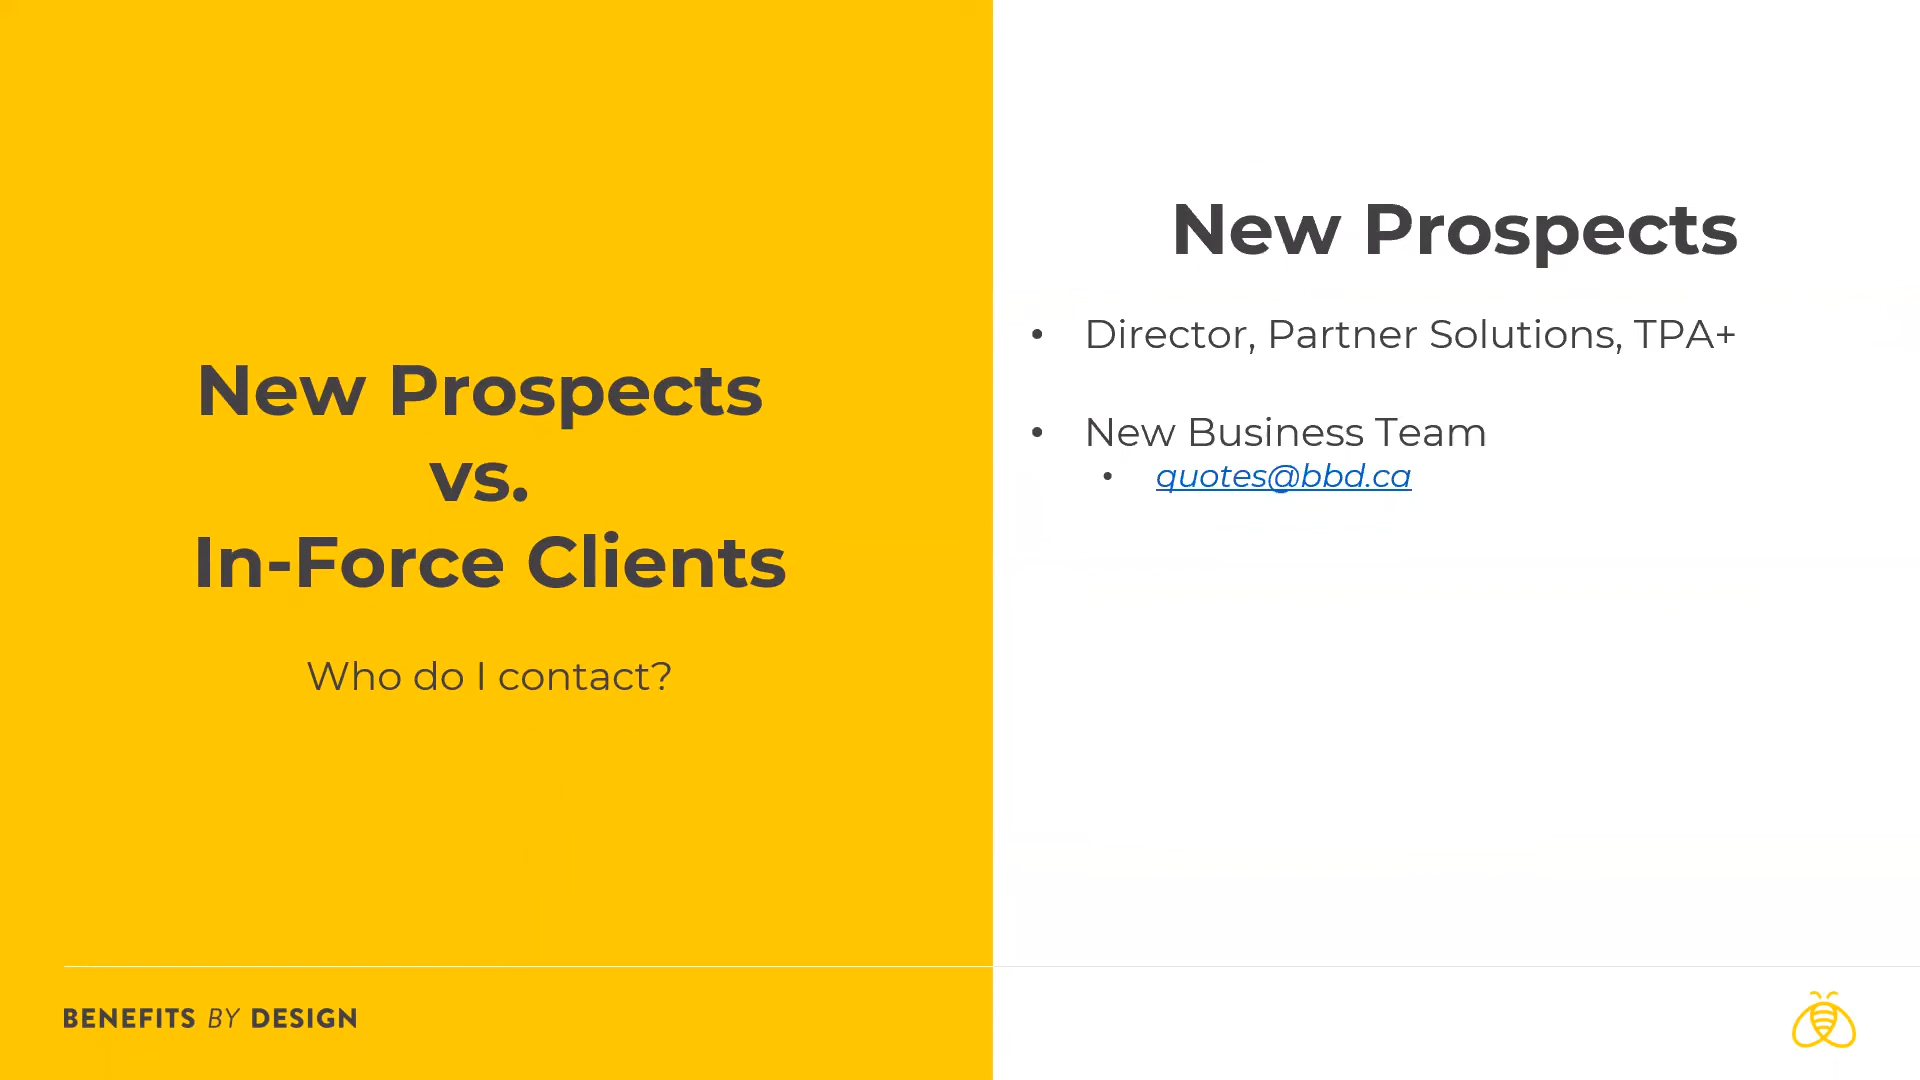 New Prospects
vs.
In-Force Clients
Who do I contact?
New Prospects
• Director, Partner Solutions, TPA+
• New Business Team
• quotes@bbd.ca
BENEFITS BY DESIGN